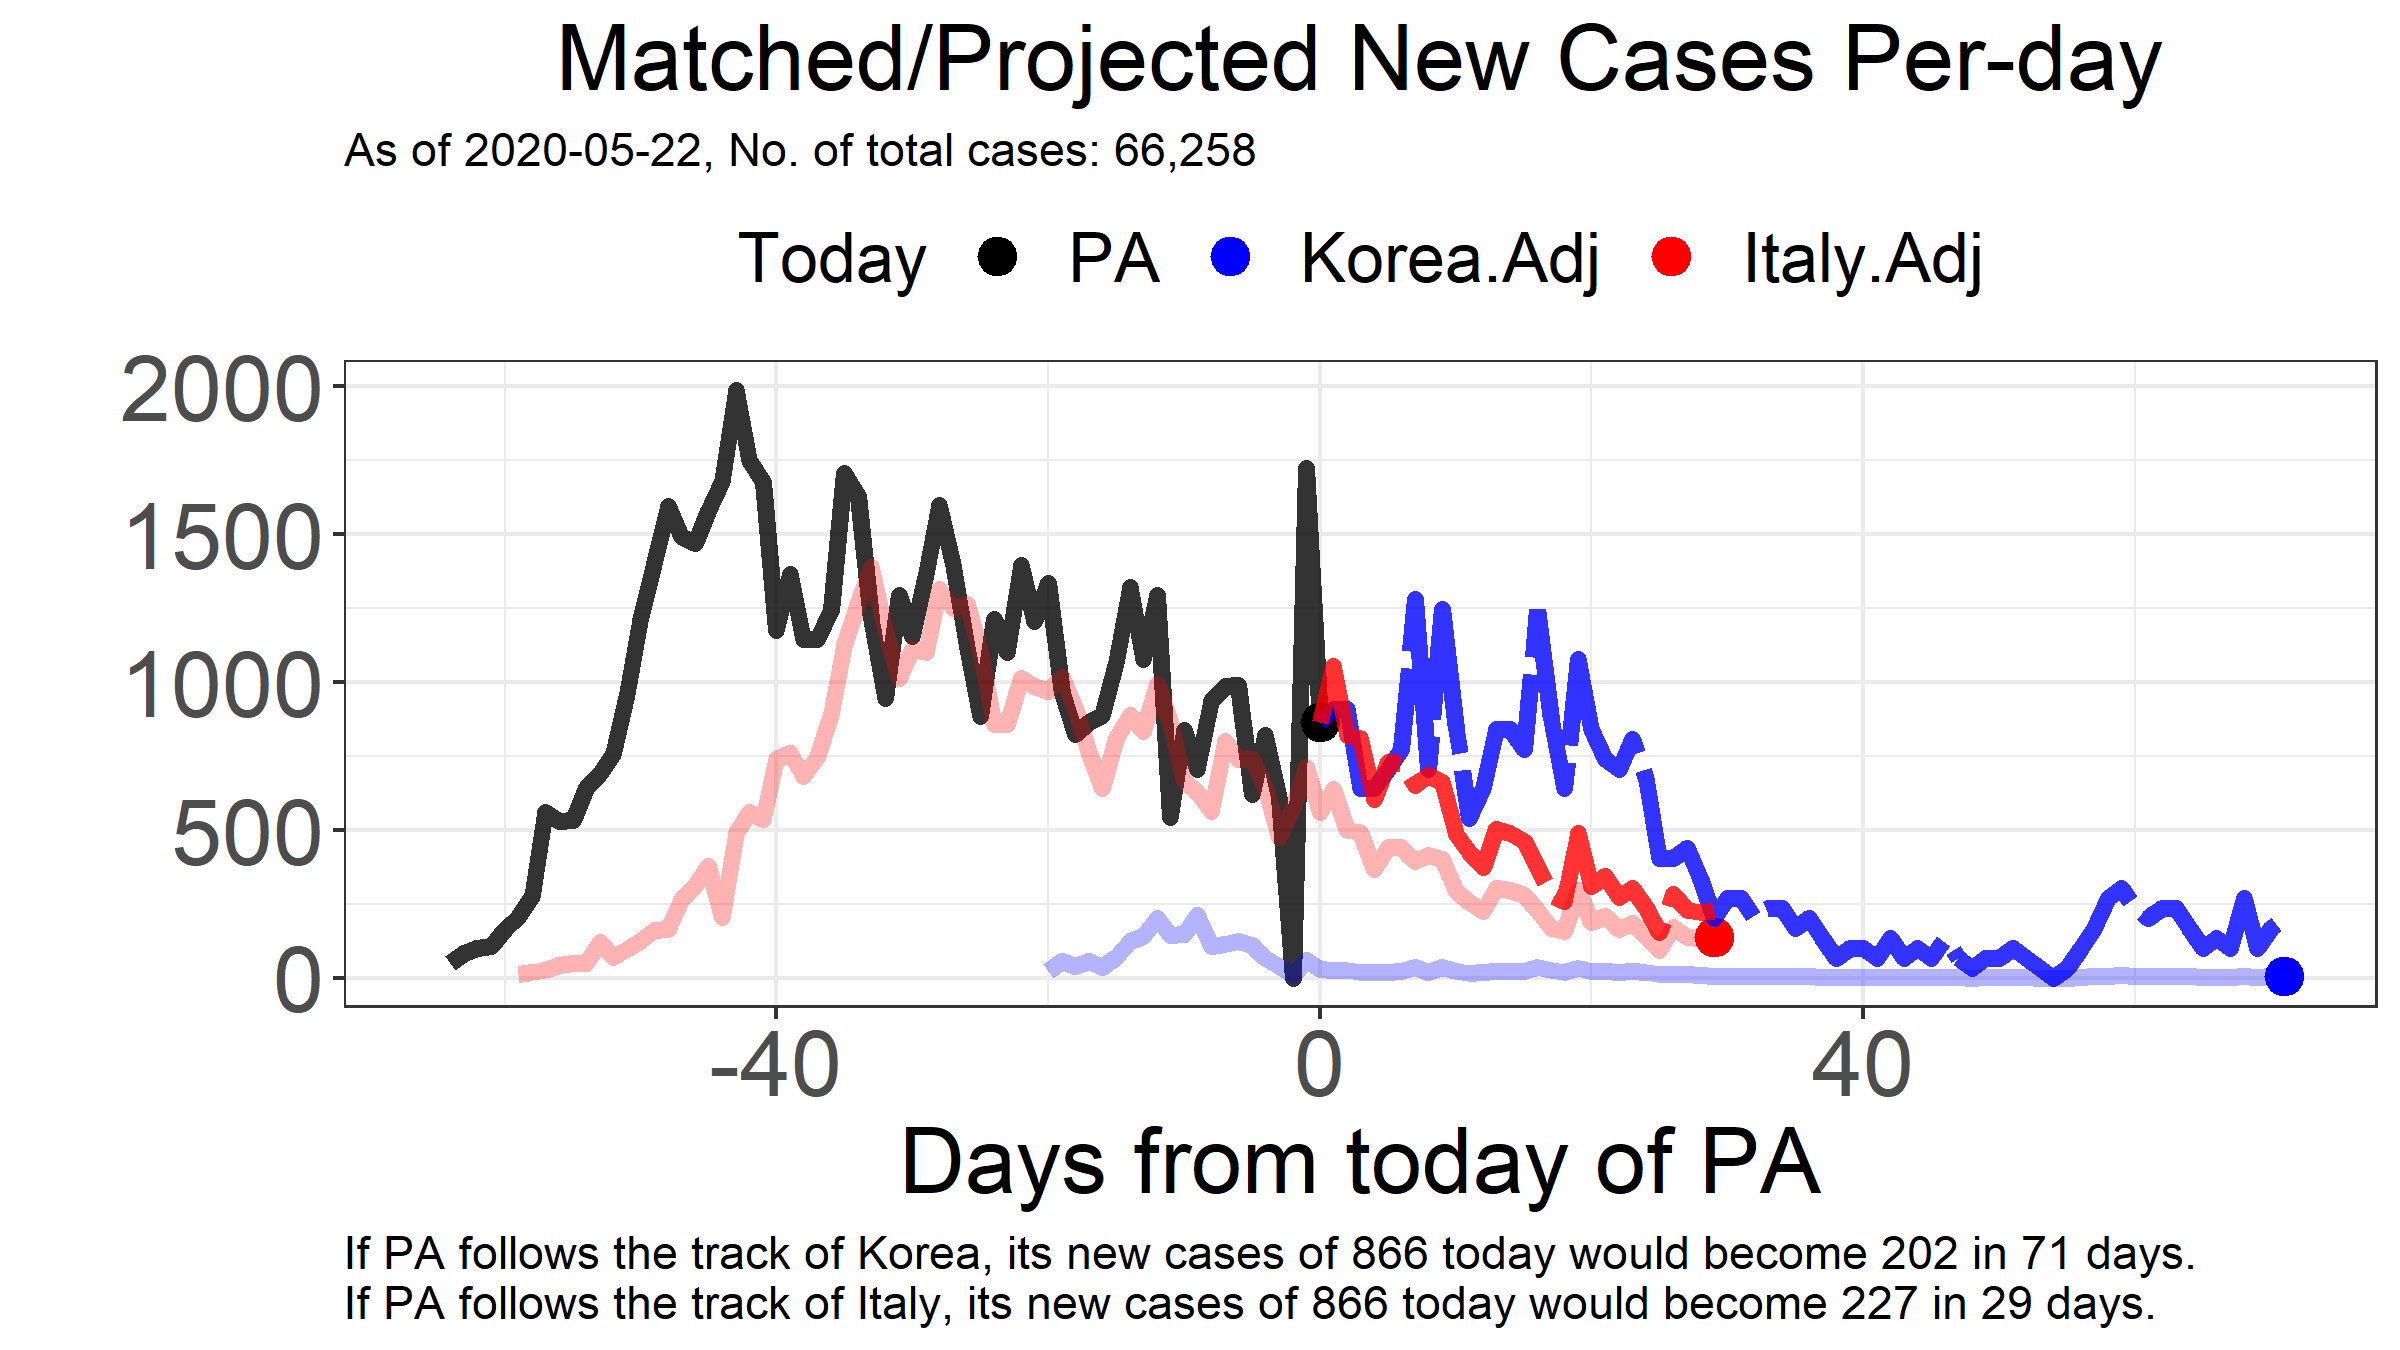 Matched/Projected New Cases Per-day
As of 2020-05-22, No. of total cases: 66,258
Today PA Korea.Adj Italy.Adj
2000
1500
1000
500
0
-40 0 40
Days from today of PA
If PA follows the track of Korea, its new cases of 866 today would become 202 in 71 days.
If PA follows the track of Italy, its new cases of 866 today would become 227 in 29 days.